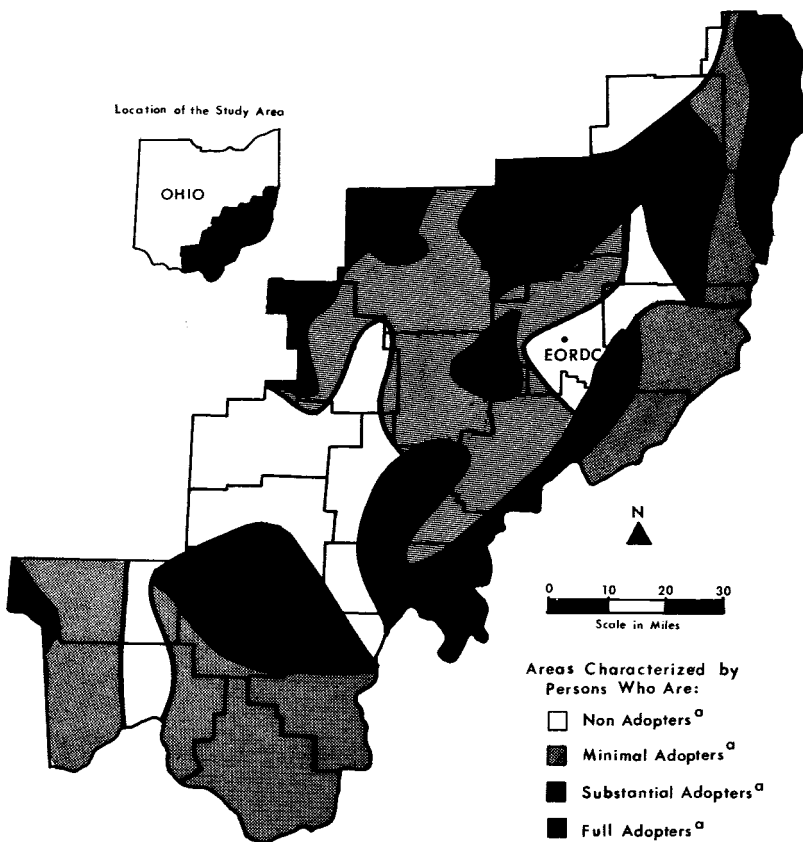 Location of the Study Area
OHIO
EORDC
N
0 10 20 30
Scale in Miles
Areas Characterized by
Persons Who Are:
Non Adopters a
Minimal Adopters a
Substantial Adopters a
Full Adopters a